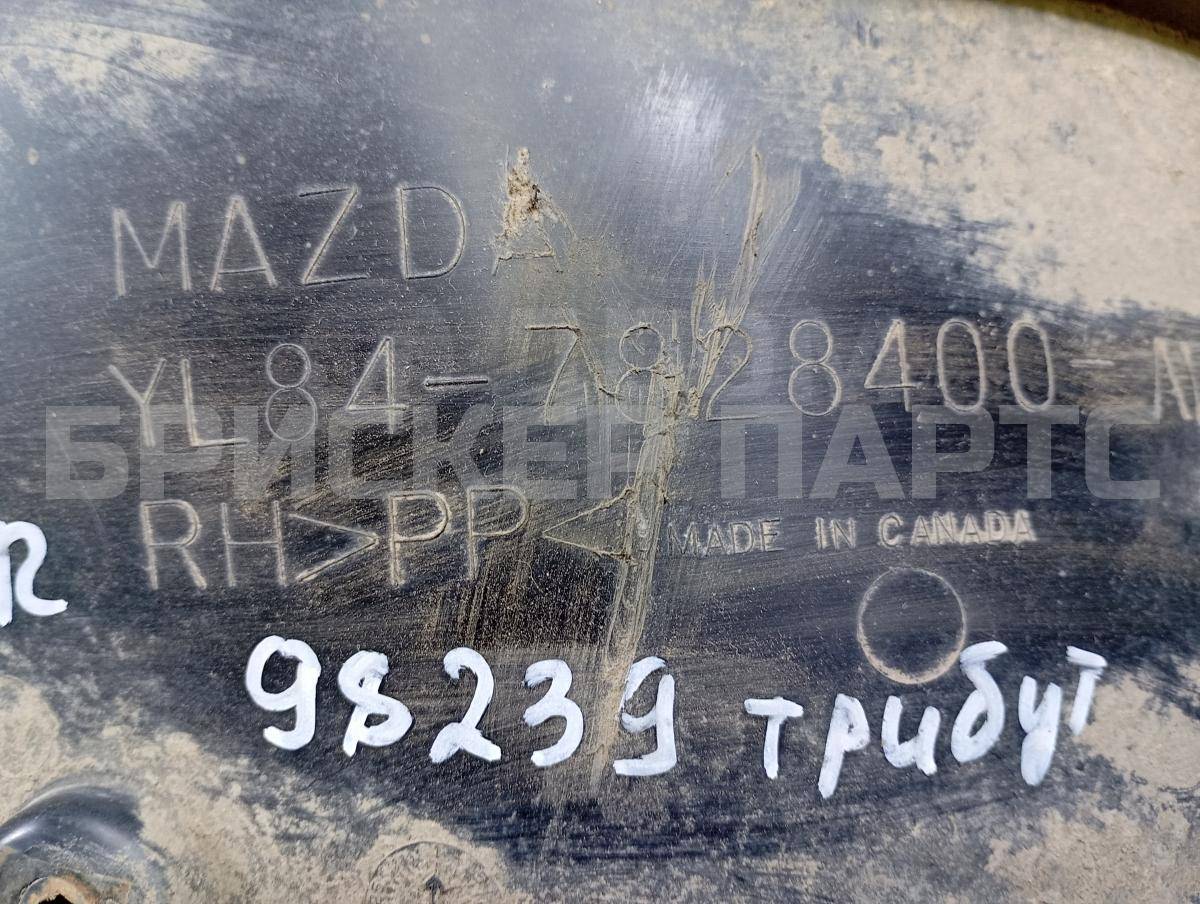 MAZDA
YL84-7828400-A
БРИСКЕР ПАРТС
RH>PP< MADE IN CANADA
98239 трибут